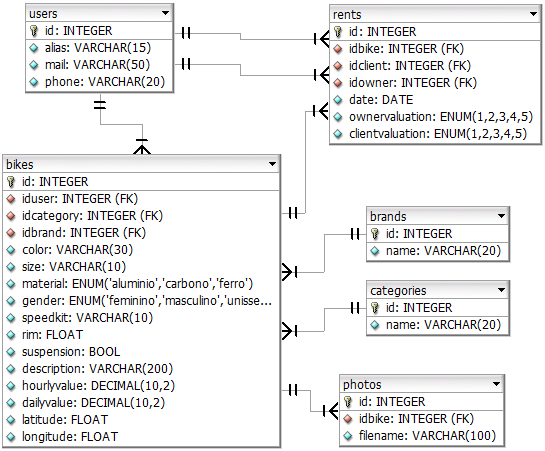 users
id: INTEGER
alias: VARCHAR(15)
mail: VARCHAR(50)
phone: VARCHAR(20)
rents
id: INTEGER
idbike: INTEGER (FK)
idclient: INTEGER (FK)
idowner: INTEGER (FK)
date: DATE
ownervaluation: ENUM(1,2,3,4,5)
clientvaluation: ENUM(1,2,3,4,5)
bikes
id: INTEGER
iduser: INTEGER (FK)
idcategory: INTEGER (FK)
idbrand: INTEGER (FK)
color: VARCHAR(30)
size: VARCHAR(10)
material: ENUM('aluminio','carbono','ferro')
gender: ENUM('feminino','masculino','unisse...
speedkit: VARCHAR(10)
rim: FLOAT
suspension: BOOL
description: VARCHAR(200)
hourlyvalue: DECIMAL(10,2)
dailyvalue: DECIMAL(10,2)
latitude: FLOAT
longitude: FLOAT
brands
id: INTEGER
name: VARCHAR(20)
categories
id: INTEGER
name: VARCHAR(20)
photos
id: INTEGER
idbike: INTEGER (FK)
filename: VARCHAR(100)